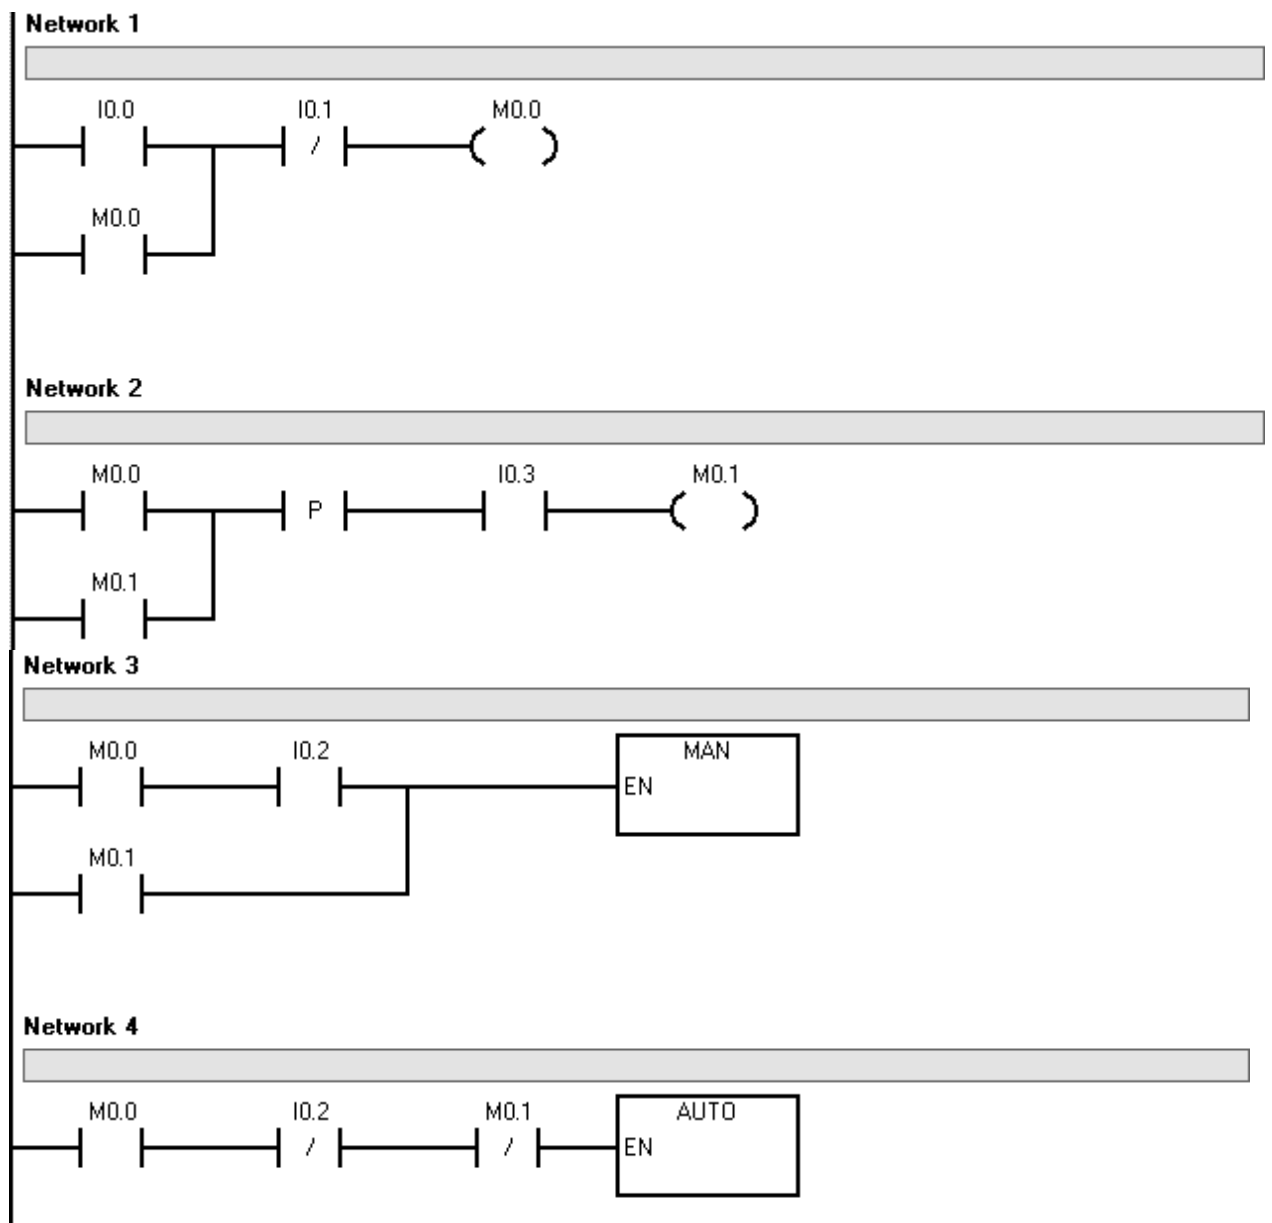 Network 1
I0.0 I0.1 M0.0
/
M0.0
Network 2
M0.0 I0.3 M0.1
P
M0.1
Network 3
M0.0 I0.2 MAN
EN
M0.1
Network 4
M0.0 I0.2 M0.1 AUTO
/ / EN